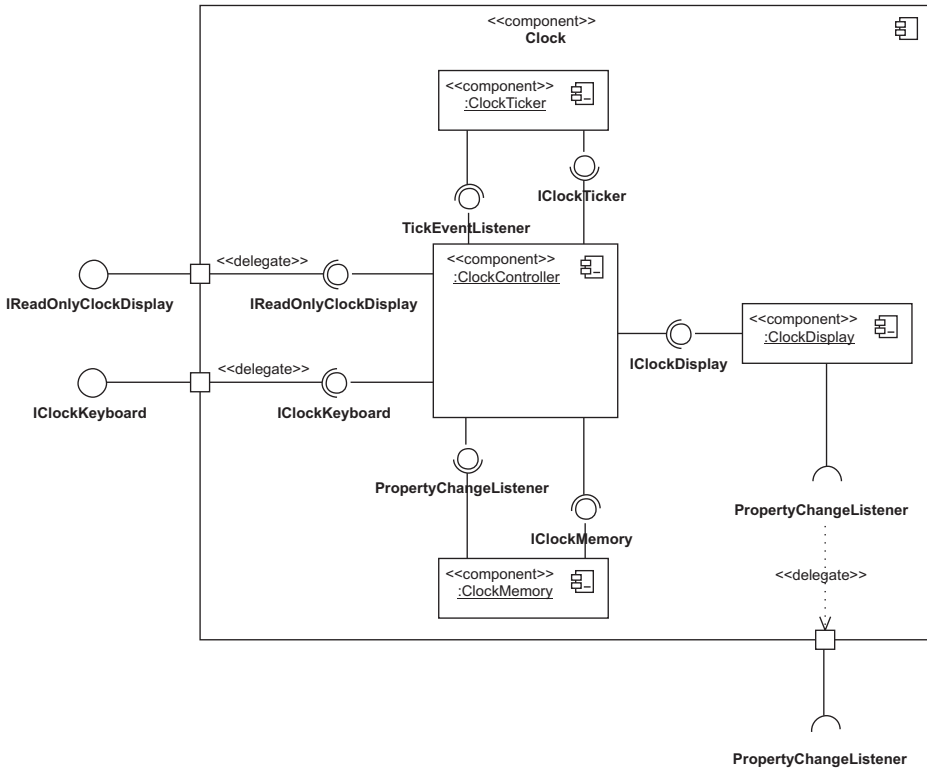 <<component>>
Clock
<<component>>
:ClockTicker
IClockTicker
TickEventListener
<<delegate>>
<<component>>
:ClockController
IReadOnlyClockDisplay
IReadOnlyClockDisplay
<<component>>
:ClockDisplay
IClockDisplay
<<delegate>>
IClockKeyboard
IClockKeyboard
PropertyChangeListener
PropertyChangeListener
IClockMemory
<<component>>
:ClockMemory
<<delegate>>
PropertyChangeListener